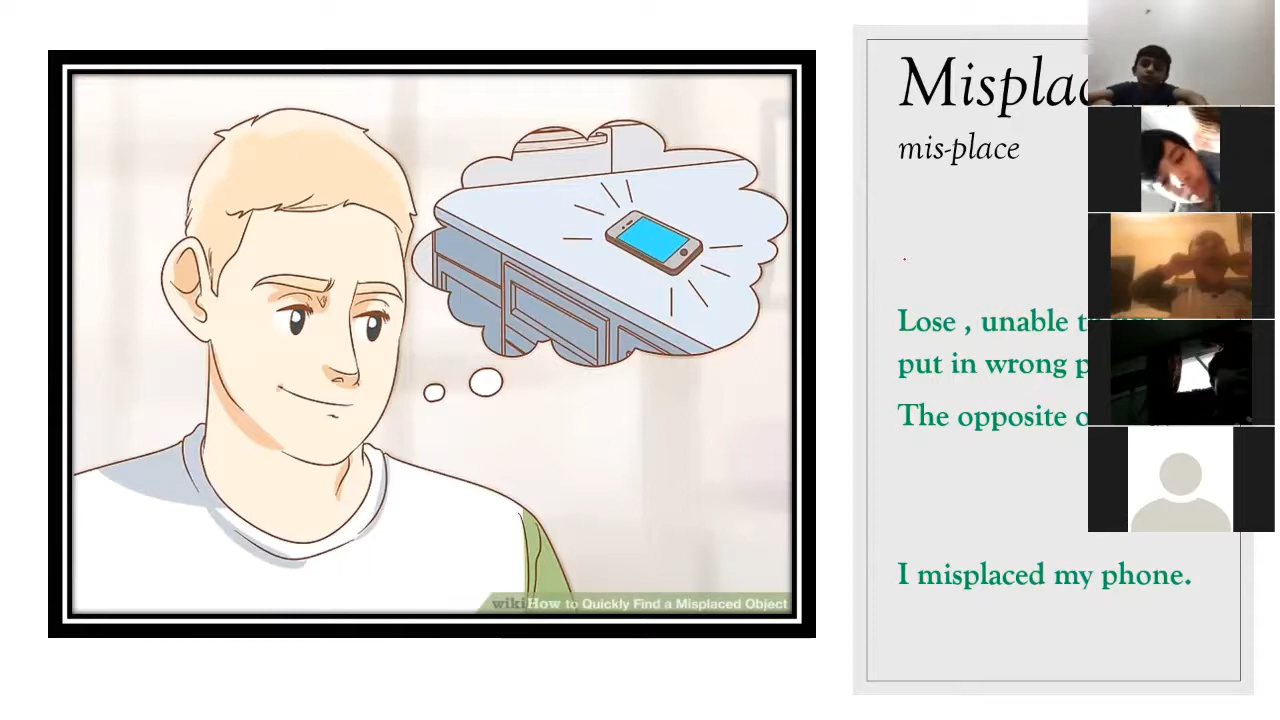 Misplac
mis-place
Lose , unable
put in wrong
The opposite
I misplaced my phone.
wikiHow to Quickly Find a Misplaced Object